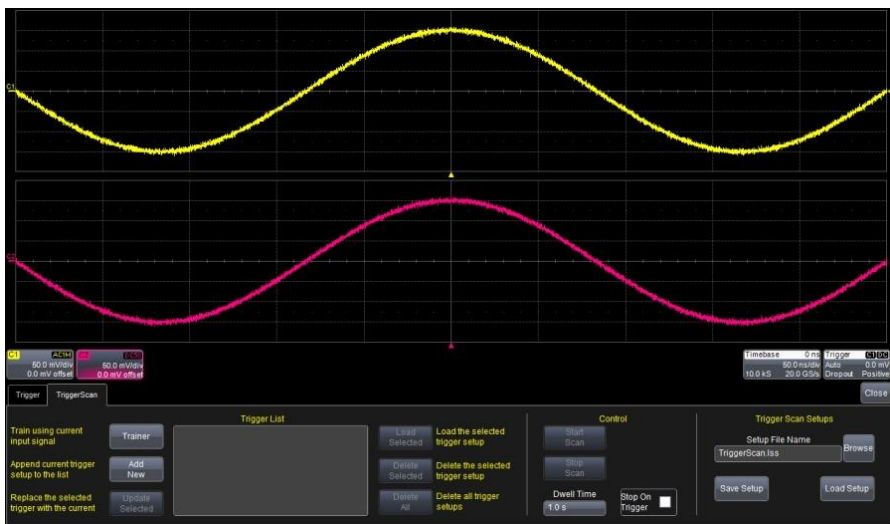 C1
C2
C1 AC1M
50.0 mV/div
0.0 mV offset
C2
50.0 mV/div
0.0 mV offset
Timebase 0 ns
50.0 ns/div
10.0 kS 20.0 GS/s
Trigger C1 DC
Auto 0.0 mV
Dropout Positive
Trigger
TriggerScan
Close
Train using current
input signal
Trainer
Append current trigger
setup to the list
Add
New
Replace the selected
trigger with the current
Update
Selected
Trigger List
Load
Selected
Load the selected
trigger setup
Delete
Selected
Delete the selected
trigger setup
Delete
All
Delete all trigger
setups
Control
Start
Scan
Stop
Scan
Dwell Time
1.0 s
Stop On
Trigger
Trigger Scan Setups
Setup File Name
TriggerScan.lss
Browse
Save Setup
Load Setup